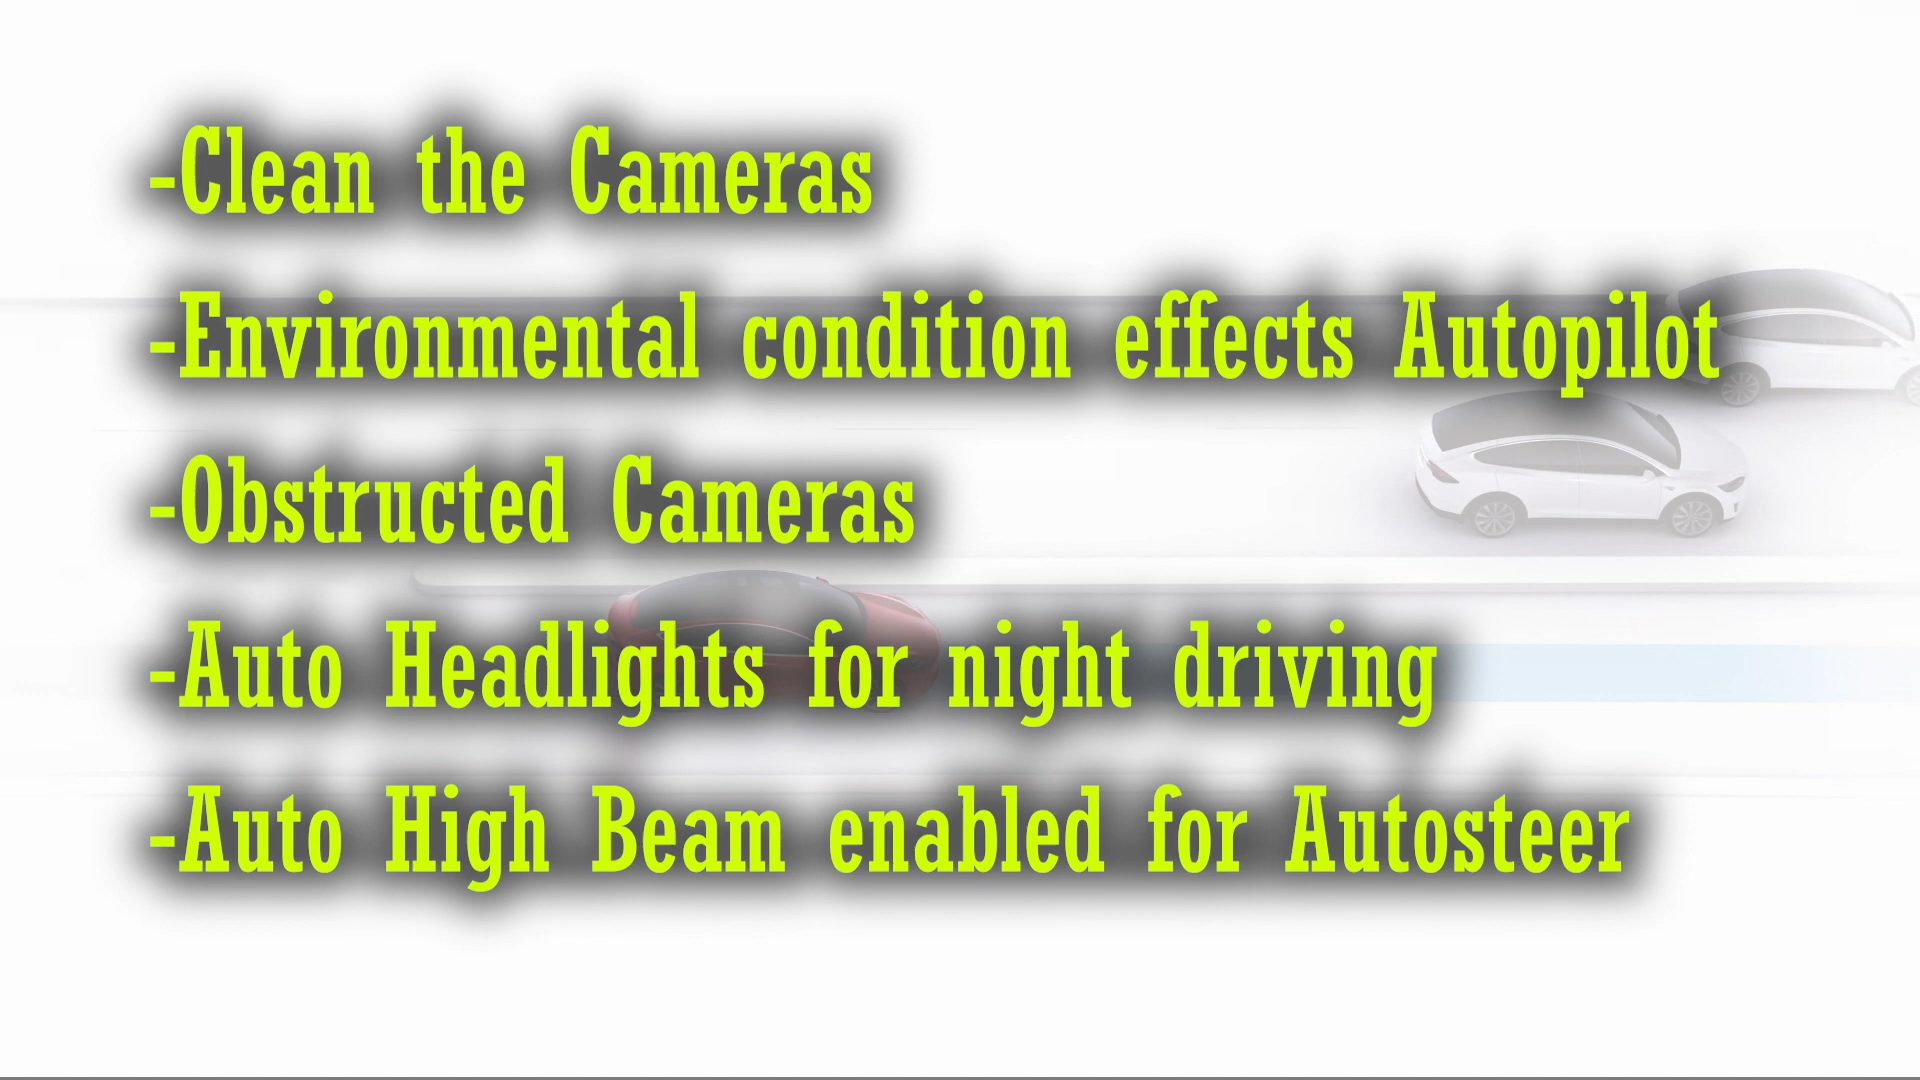 -Clean the Cameras
-Environmental condition effects Autopilot
-Obstructed Cameras
-Auto Headlights for night driving
-Auto High Beam enabled for Autosteer